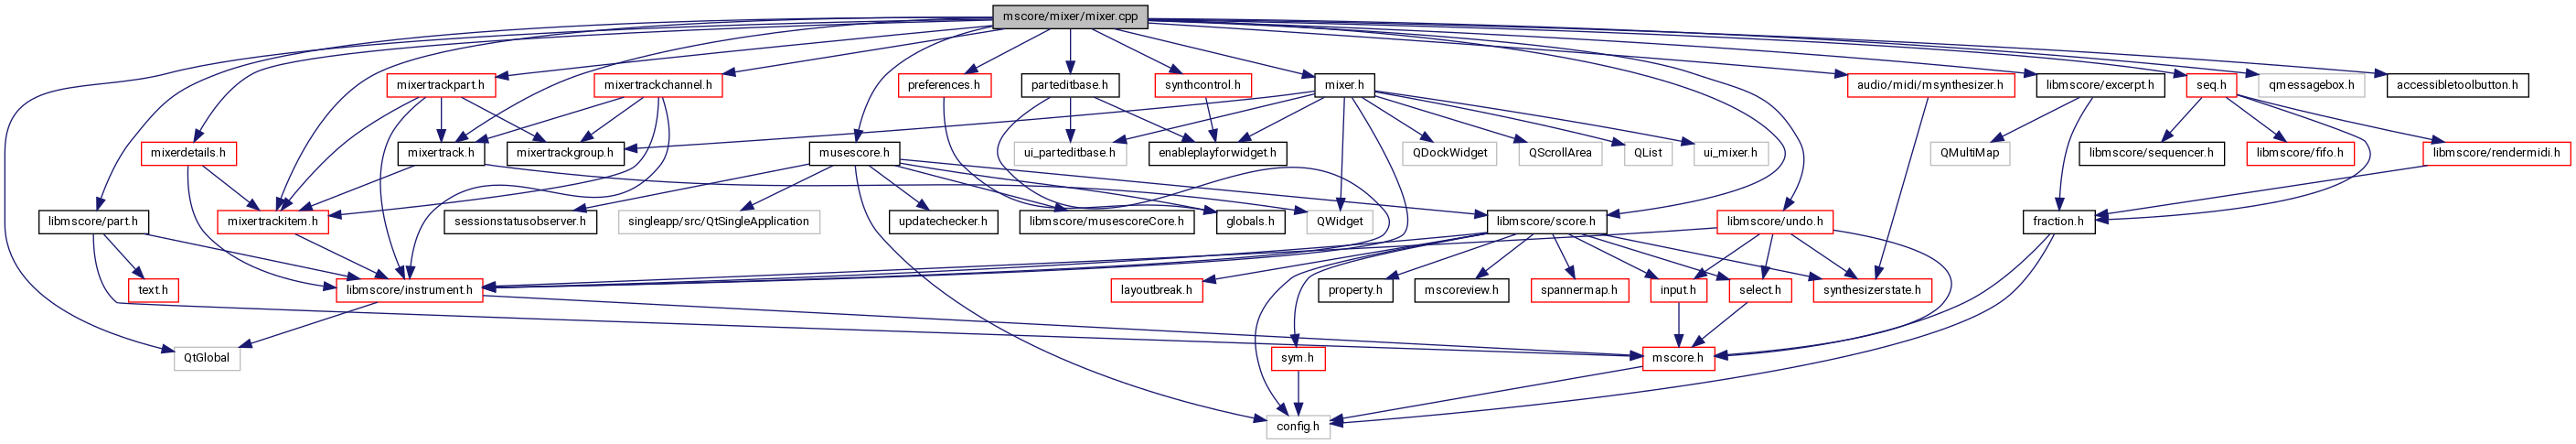 mscore/mixer/mixer.cpp
mixertrackpart.h
mixertrackchannel.h
preferences.h
parteditbase.h
synthcontrol.h
mixer.h
audio/midi/msynthesizer.h
libmscore/excerpt.h
seq.h
qmessagebox.h
accessibletoolbutton.h
mixerdetails.h
mixertrack.h
mixertrackgroup.h
musescore.h
ui_parteditbase.h
enableplayforwidget.h
QDockWidget
QScrollArea
QList
ui_mixer.h
QMultiMap
libmscore/sequencer.h
libmscore/fifo.h
libmscore/rendermidi.h
libmscore/part.h
mixertrackitem.h
sessionstatusobserver.h
singleapp/src/QtSingleApplication
updatechecker.h
libmscore/musescoreCore.h
globals.h
QWidget
libmscore/score.h
libmscore/undo.h
fraction.h
text.h
libmscore/instrument.h
layoutbreak.h
property.h
mscoreview.h
spannermap.h
input.h
select.h
synthesizerstate.h
QtGlobal
sym.h
mscore.h
config.h